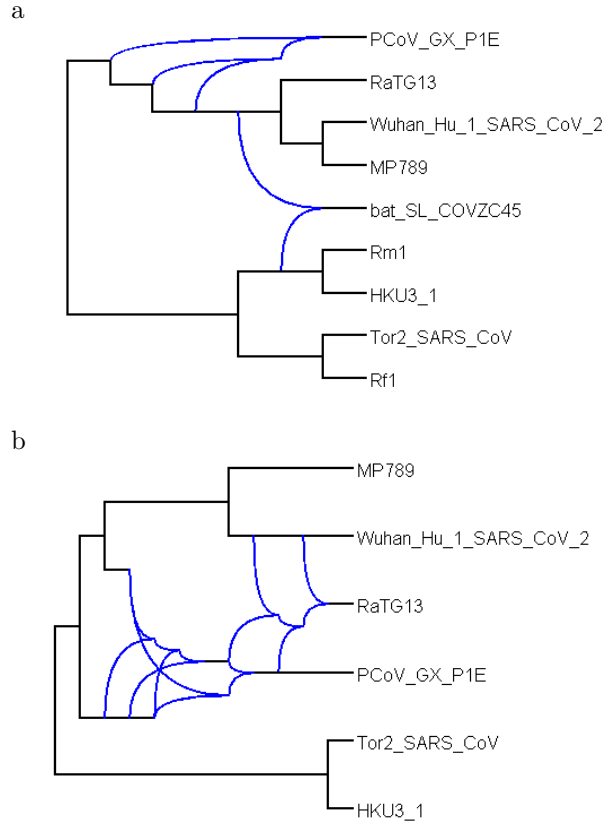 a
PCoV_GX_P1E
RaTG13
Wuhan_Hu_1_SARS_CoV_2
MP789
bat_SL_COVZC45
Rm1
HKU3_1
Tor2_SARS_CoV
Rf1
b
MP789
Wuhan_Hu_1_SARS_CoV_2
RaTG13
PCoV_GX_P1E
Tor2_SARS_CoV
HKU3_1